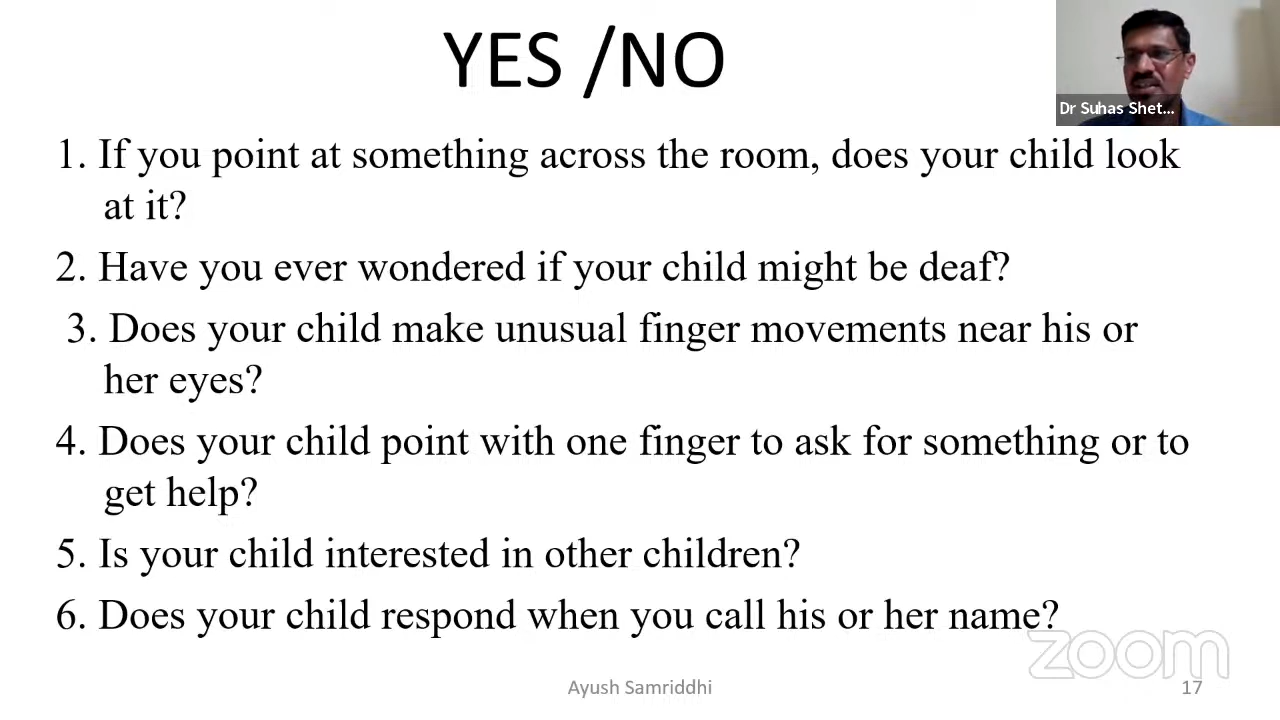 YES /NO
Dr Suhas Shet...
1. If you point at something across the room, does your child look
at it?
2. Have you ever wondered if your child might be deaf?
3. Does your child make unusual finger movements near his or
her eyes?
4. Does your child point with one finger to ask for something or to
get help?
5. Is your child interested in other children?
6. Does your child respond when you call his or her name?
zoom
Ayush Samriddhi
17